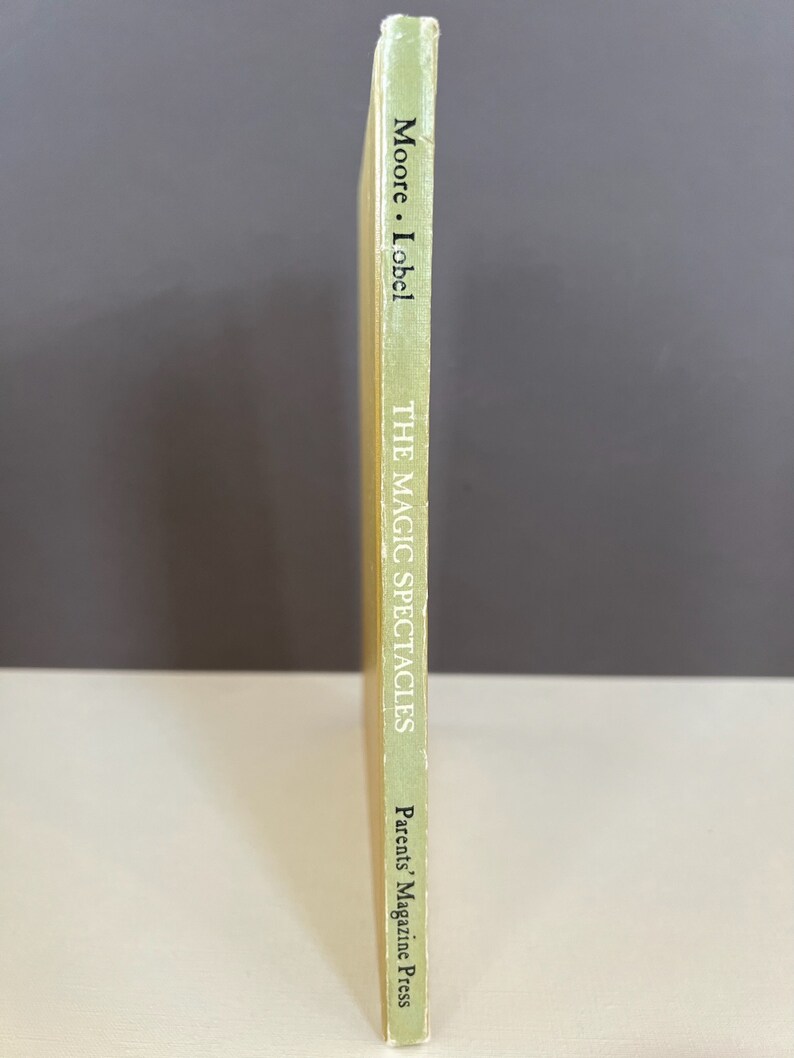 Moore • Lobel
THE MAGIC SPECTACLES
Parents' Magazine Press